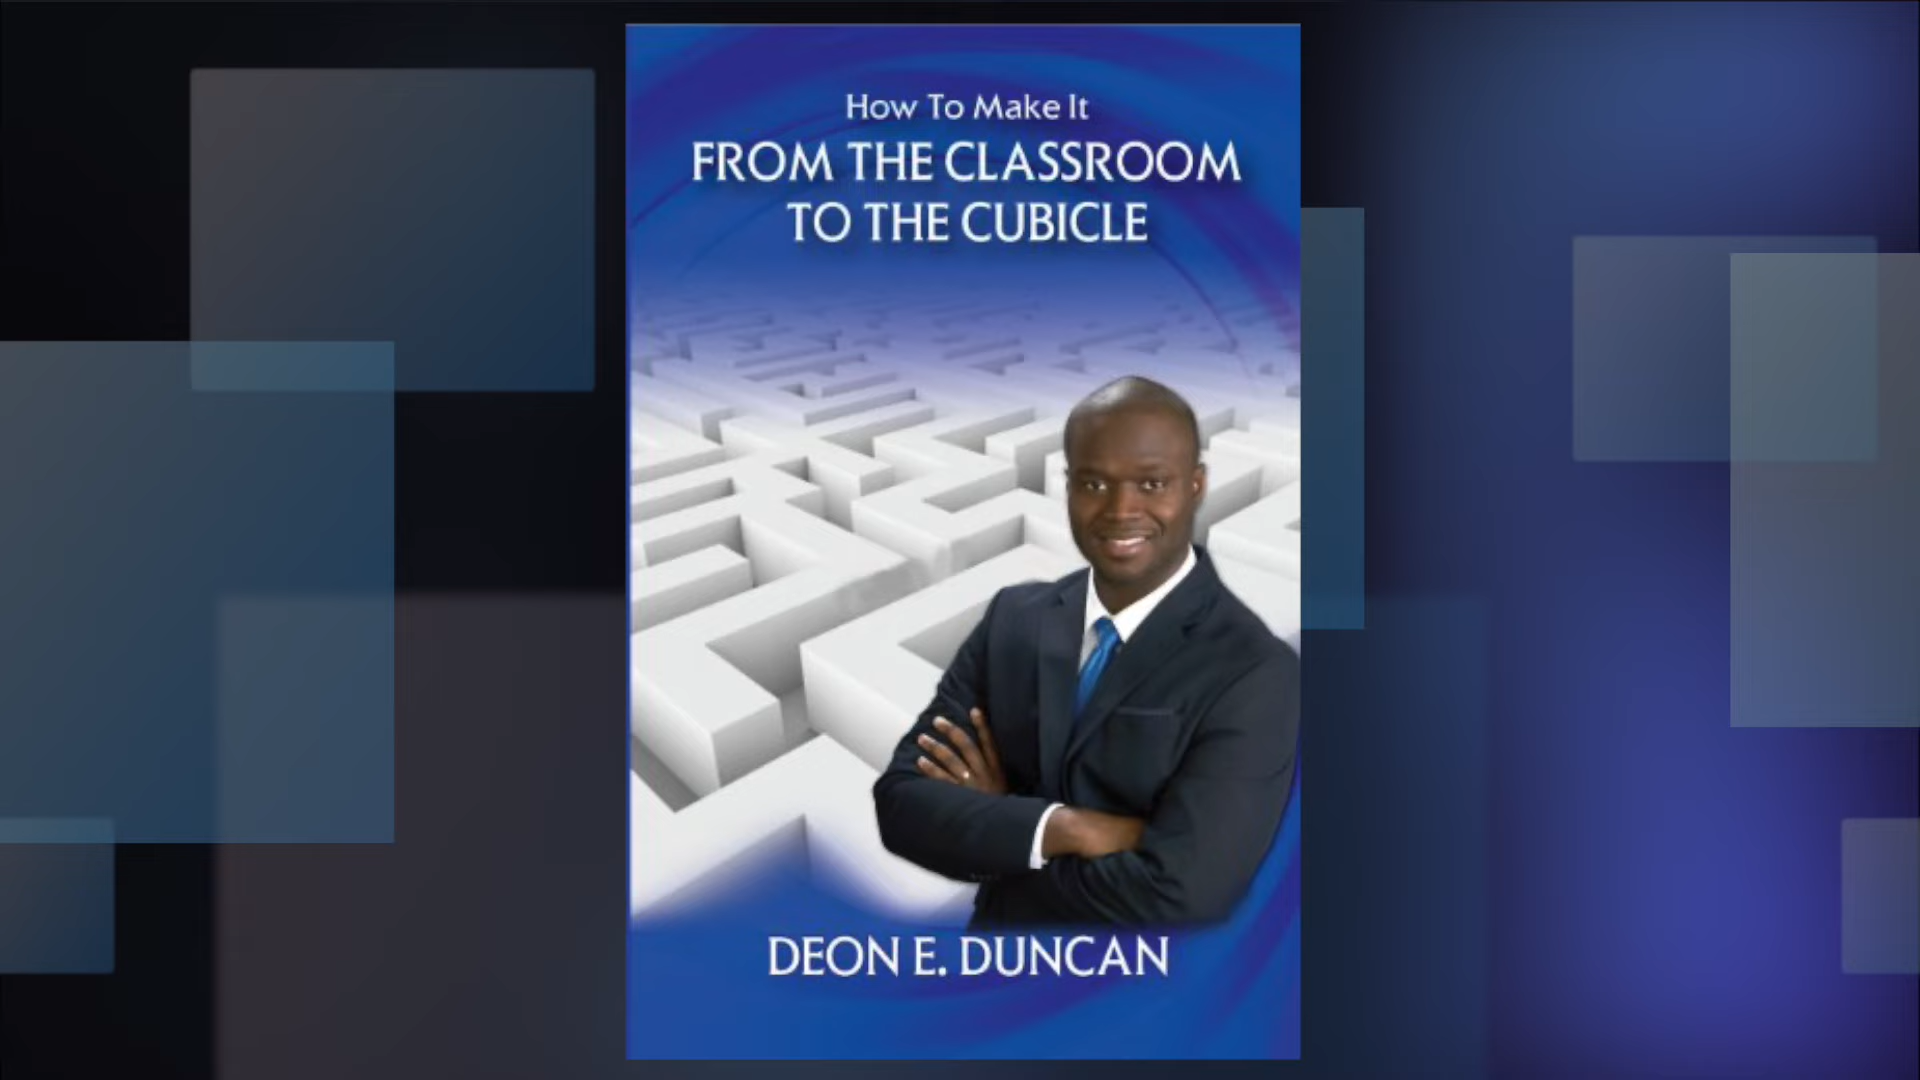 How To Make It
FROM THE CLASSROOM
TO THE CUBICLE
DEON E. DUNCAN